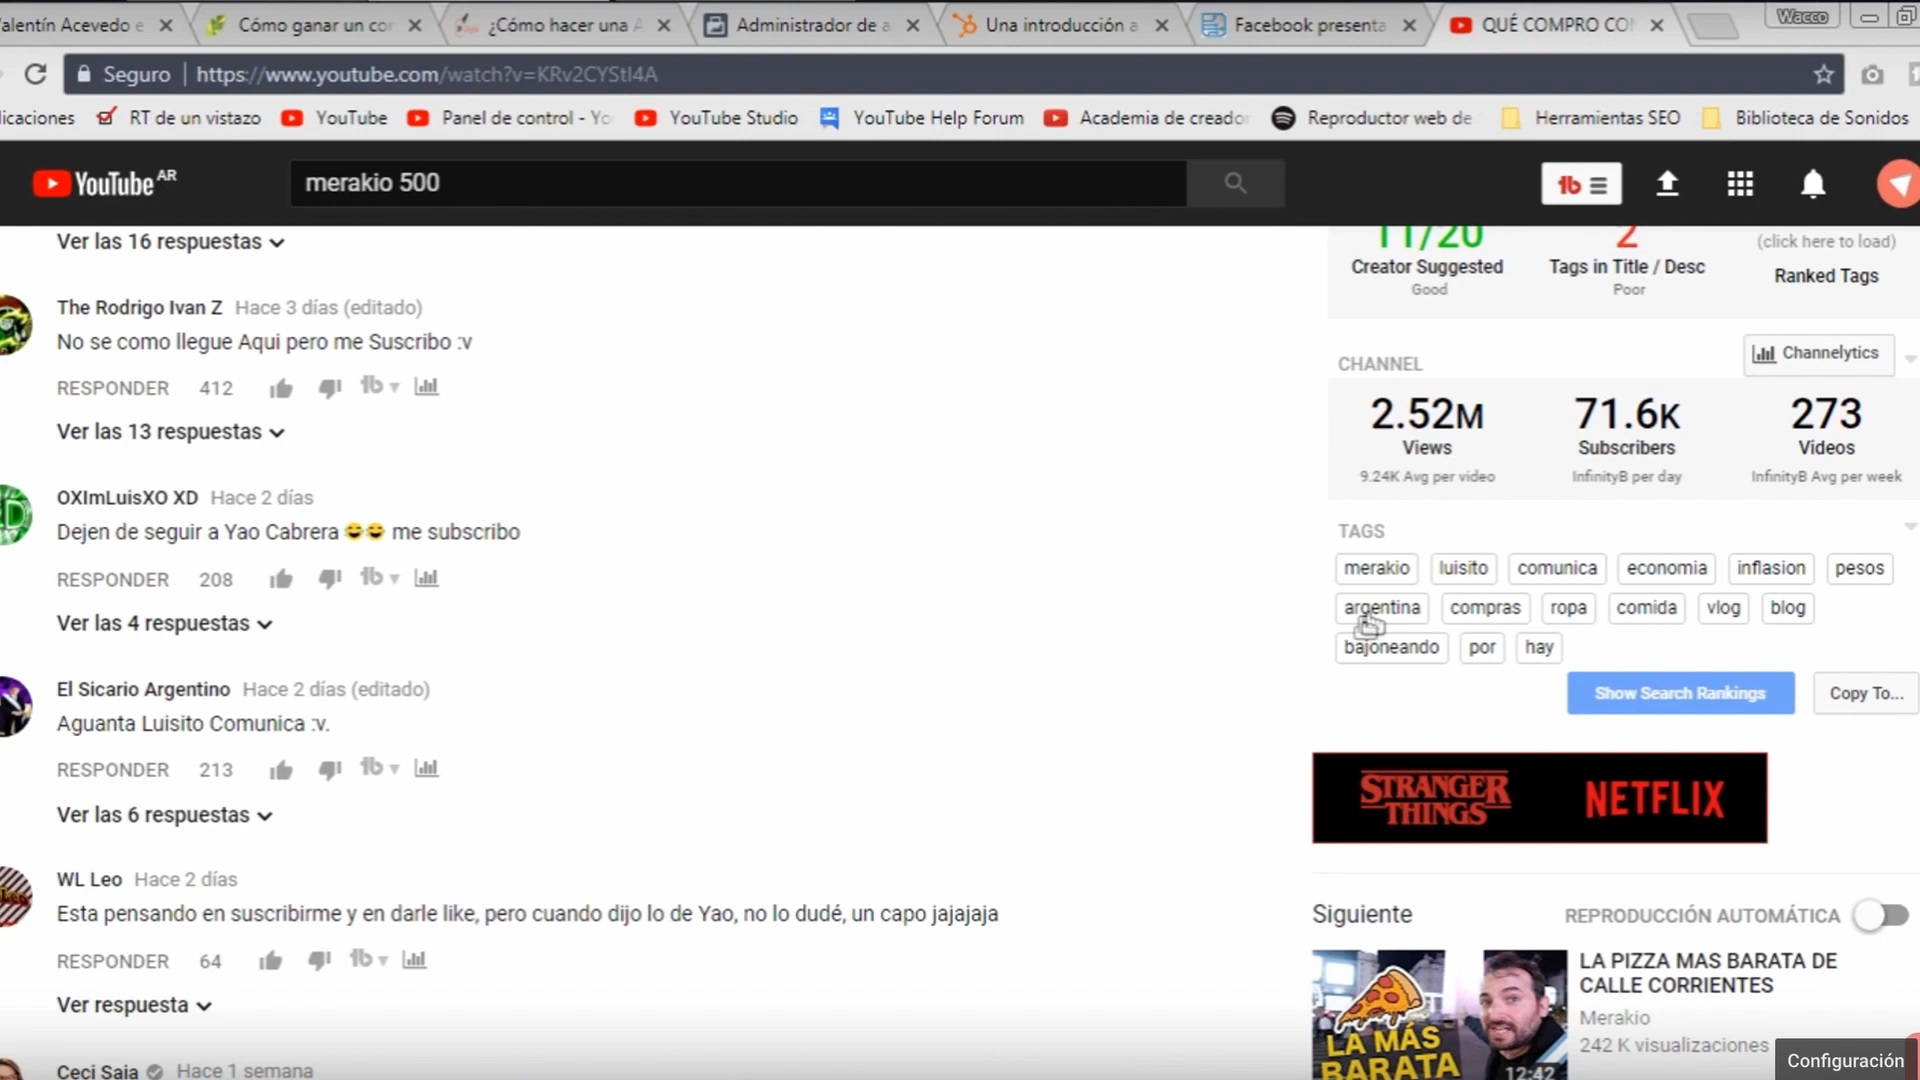 alentín Acevedo e
Cómo ganar un cor
¿Cómo hacer una A
Administrador de a
Una introducción a
Facebook presenta
QUÉ COMPRO CON
Wacco
Seguro
https://www.youtube.com/watch?v=KRv2CYStI4A
licaciones
RT de un vistazo
YouTube
Panel de control - Yo
YouTube Studio
YouTube Help Forum
Academia de creador
Reproductor web de
Herramientas SEO
Biblioteca de Sonidos
YouTube AR
merakio 500
Ver las 16 respuestas
The Rodrigo Ivan Z Hace 3 días (editado)
No se como llegue Aqui pero me Suscribo :v
RESPONDER 412
Ver las 13 respuestas
OXImLuisXO XD Hace 2 días
Dejen de seguir a Yao Cabrera 😂😂 me subscribo
RESPONDER 208
Ver las 4 respuestas
El Sicario Argentino Hace 2 días (editado)
Aguanta Luisito Comunica :v.
RESPONDER 213
Ver las 6 respuestas
WL Leo Hace 2 días
Esta pensando en suscribirme y en darle like, pero cuando dijo lo de Yao, no lo dudé, un capo jajajaja
RESPONDER 64
Ver respuesta
Ceci Saia Hace 1 semana
11/20 2 (click here to load)
Creator Suggested Tags in Title / Desc Ranked Tags
Good Poor
CHANNEL Channelytics
2.52M 71.6K 273
Views Subscribers Videos
9.24K Avg per video InfinityB per day InfinityB Avg per week
TAGS
merakio luisito comunica economia inflasion pesos
argentina compras ropa comida vlog blog
bajoneando por hay
Show Search Rankings Copy To...
STRANGER THINGS NETFLIX
Siguiente REPRODUCCIÓN AUTOMÁTICA
LA PIZZA MAS BARATA DE
CALLE CORRIENTES
Merakio
242 K visualizaciones
LA MÁS
BARATA
12:42
Configuración